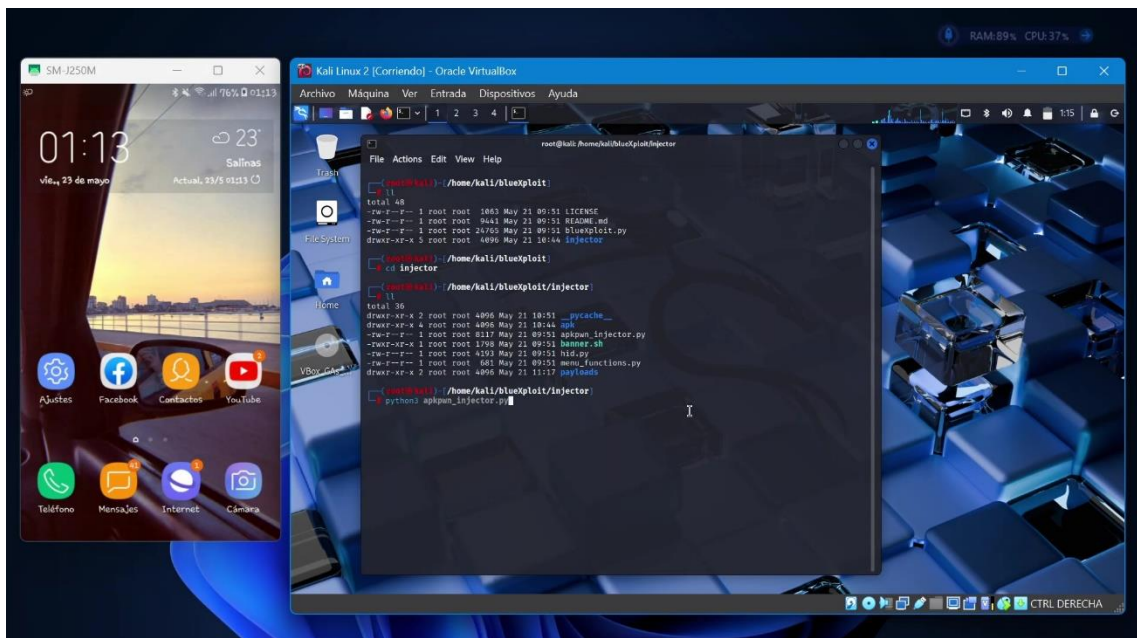 RAM:89% CPU:37%
SM-J250M
76% 01:13
01:13
23°
Salinas
vie., 23 de mayo
Actual. 23/5 01:13
Ajustes
Facebook
Contactos
2
YouTube
41
1
Teléfono
Mensajes
Internet
Cámara
Kali Linux 2 [Corriendo] - Oracle VirtualBox
Archivo Máquina Ver Entrada Dispositivos Ayuda
1 2 3 4
1:15
Trash
File System
Home
root@kali: /home/kali/blueXploit/injector
File Actions Edit View Help
(root@kali)-[/home/kali/blueXploit]
ll
total 48
-rw-r--r-- 1 root root 1063 May 21 09:51 LICENSE
-rw-r--r-- 1 root root 9441 May 21 09:51 README.md
-rw-r--r-- 1 root root 24765 May 21 09:51 blueXploit.py
drwxr-xr-x 5 root root 4096 May 21 10:44 injector
(root@kali)-[/home/kali/blueXploit]
cd injector
(root@kali)-[/home/kali/blueXploit/injector]
ll
total 36
drwxr-xr-x 2 root root 4096 May 21 10:51 __pycache__
drwxr-xr-x 4 root root 4096 May 21 10:44 apk
-rw-r--r-- 1 root root 8117 May 21 09:51 apkpwn_injector.py
-rwxr-xr-x 1 root root 1798 May 21 09:51 banner.sh
-rw-r--r-- 1 root root 4193 May 21 09:51 hid.py
-rw-r--r-- 1 root root 681 May 21 09:51 menu_functions.py
drwxr-xr-x 2 root root 4096 May 21 11:17 payloads
(root@kali)-[/home/kali/blueXploit/injector]
python3 apkpwn_injector.py
CTRL DERECHA